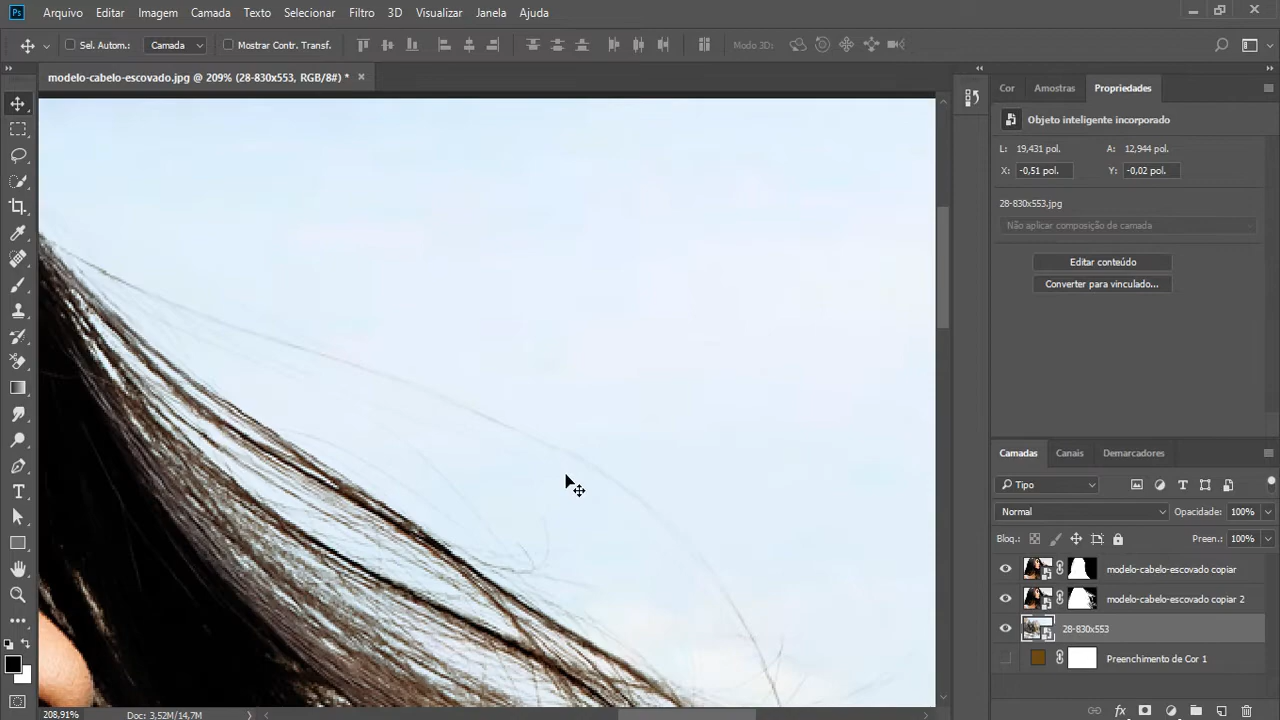 Ps Arquivo Editar Imagem Camada Texto Selecionar Filtro 3D Visualizar Janela Ajuda
Sel. Autom.: Camada Mostrar Contr. Transf. Modo 3D:
modelo-cabelo-escovado.jpg @ 209% (28-830x553, RGB/8#) * ×
Cor Amostras Propriedades
Objeto inteligente incorporado
L: 19,431 pol. A: 12,944 pol.
X: -0,51 pol. Y: -0,02 pol.
28-830x553.jpg
Não aplicar composição de camada
Editar conteúdo
Converter para vinculado...
Camadas Canais Demarcadores
Tipo
Normal Opacidade: 100%
Bloq.: Preen.: 100%
modelo-cabelo-escovado copiar
modelo-cabelo-escovado copiar 2
28-830x553
Preenchimento de Cor 1
fx
208,91% Doc: 3,52M/14,7M